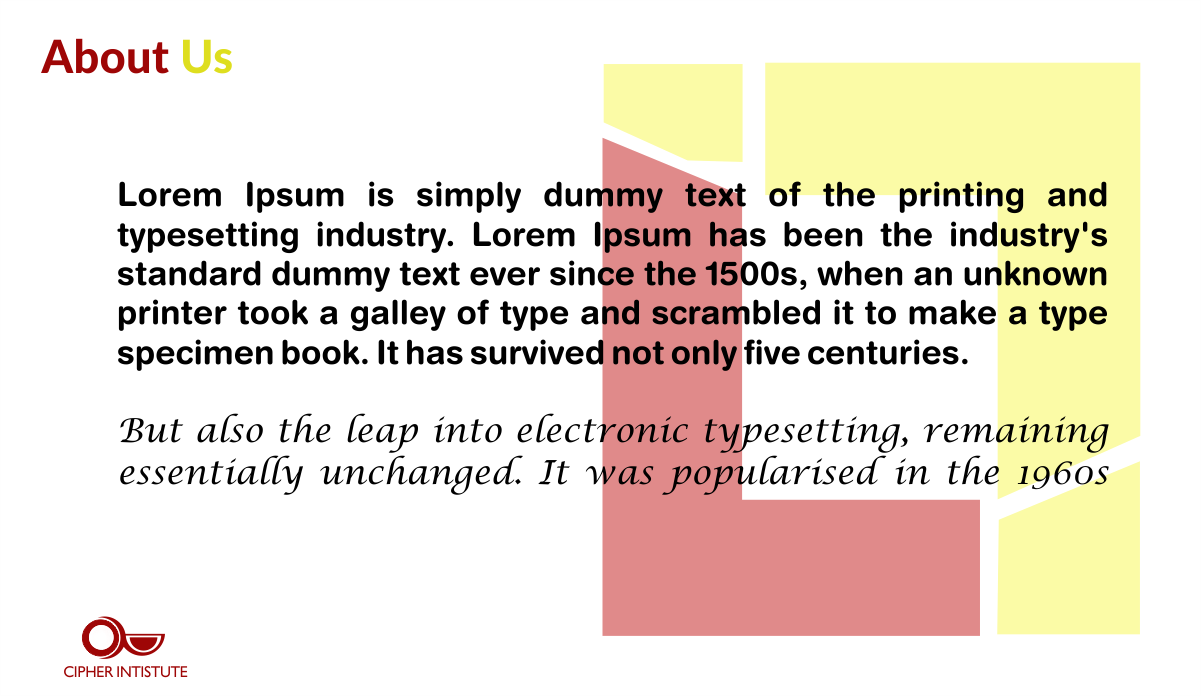 About Us
Lorem Ipsum is simply dummy text of the printing and
typesetting industry. Lorem Ipsum has been the industry's
standard dummy text ever since the 1500s, when an unknown
printer took a galley of type and scrambled it to make a type
specimen book. It has survived not only five centuries.
But also the leap into electronic typesetting, remaining
essentially unchanged. It was popularised in the 1960s
CIPHER INTISTUTE